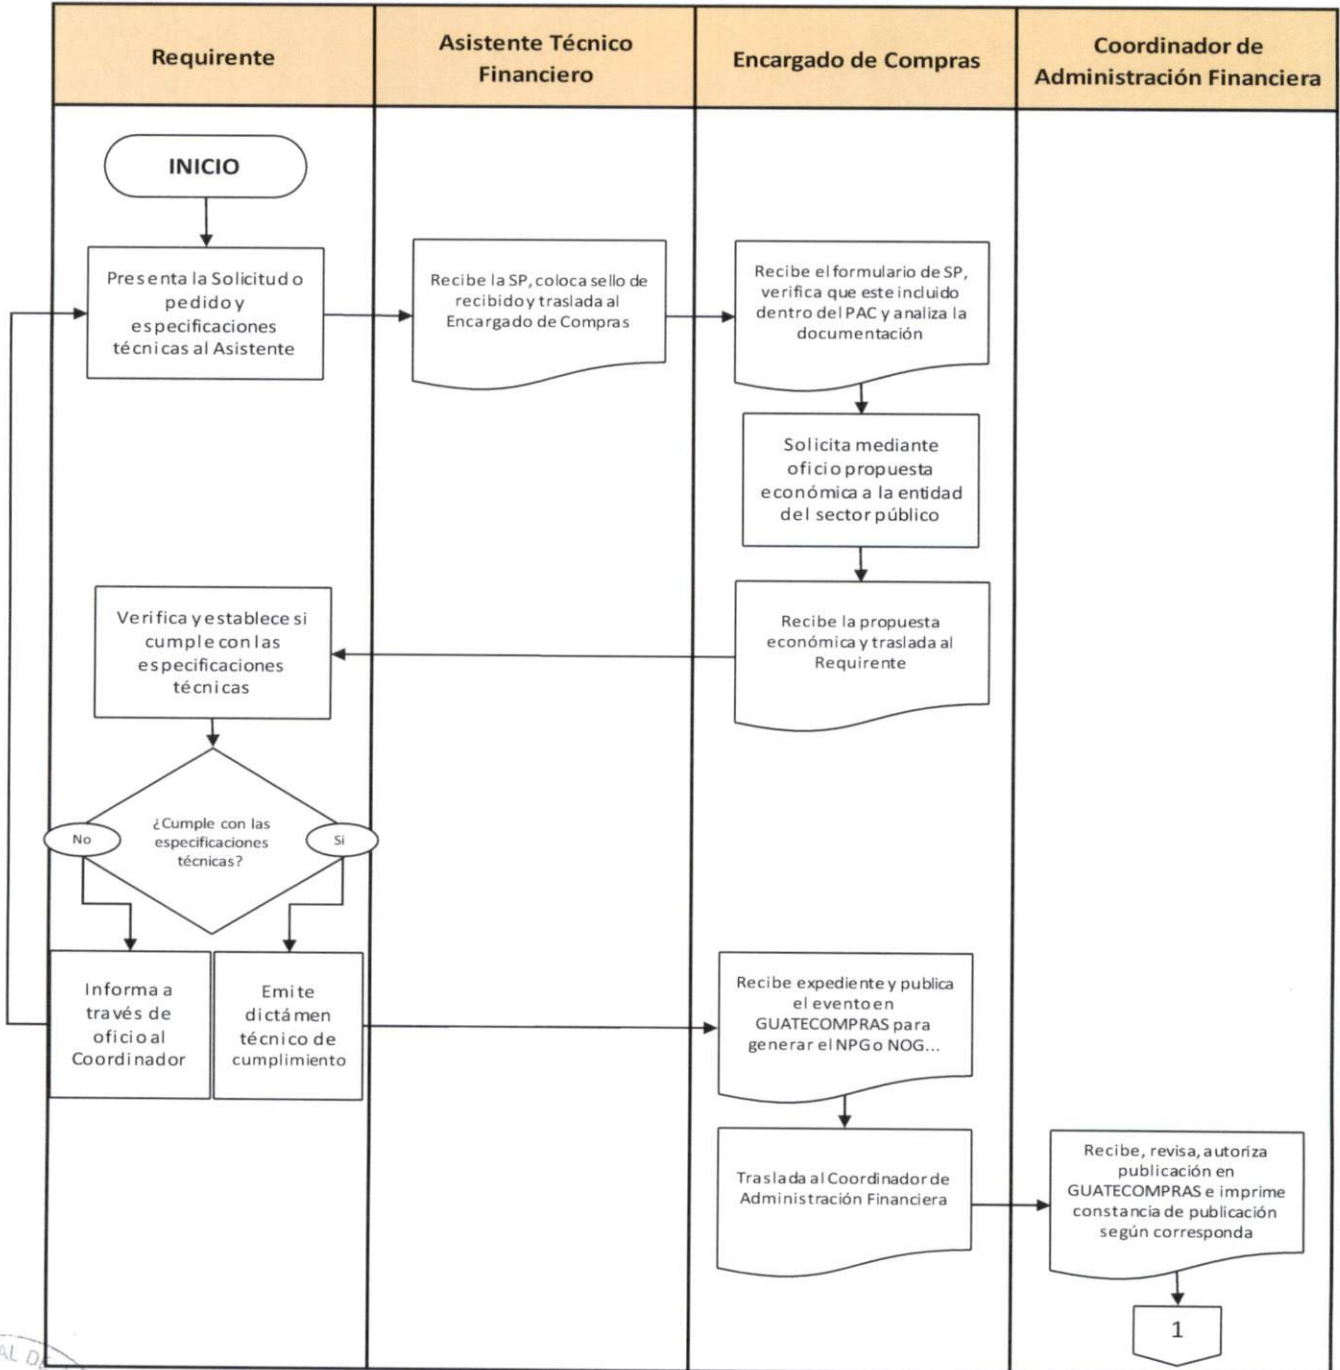 Requirente
Asistente Técnico
Financiero
Encargado de Compras
Coordinador de
Administración Financiera
INICIO
Presenta la Solicitud o
pedido y
especificaciones
técnicas al Asistente
Recibe la SP, coloca sello de
recibido y traslada al
Encargado de Compras
Recibe el formulario de SP,
verifica que este incluido
dentro del PAC y analiza la
documentación
Solicita mediante
oficio propuesta
económica a la entidad
del sector público
Recibe la propuesta
económica y traslada al
Requirente
Verifica y establece si
cumple con las
especificaciones
técnicas
¿Cumple con las
especificaciones
técnicas?
No
Si
Informa a
través de
oficio al
Coordinador
Emite
dictámen
técnico de
cumplimiento
Recibe expediente y publica
el evento en
GUATECOMPRAS para
generar el NPG o NOG...
Traslada al Coordinador de
Administración Financiera
Recibe, revisa, autoriza
publicación en
GUATECOMPRAS e imprime
constancia de publicación
según corresponda
1
AL DE